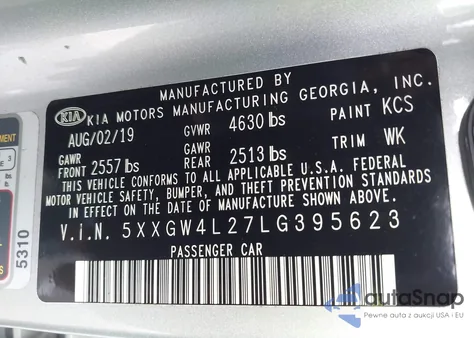 MANUFACTURED BY
KIA KIA MOTORS MANUFACTURING GEORGIA, INC.
AUG/02/19 GVWR 4630 lbs PAINT KCS
GAWR FRONT 2557 lbs GAWR REAR 2513 lbs TRIM WK
THIS VEHICLE CONFORMS TO ALL APPLICABLE U.S.A. FEDERAL
MOTOR VEHICLE SAFETY, BUMPER, AND THEFT PREVENTION STANDARDS
IN EFFECT ON THE DATE OF MANUFACTURE SHOWN ABOVE.
V.i.N. 5XXGW4L27LG395623
PASSENGER CAR
5310
autoSnap
Pewne auta z aukcji USA i EU